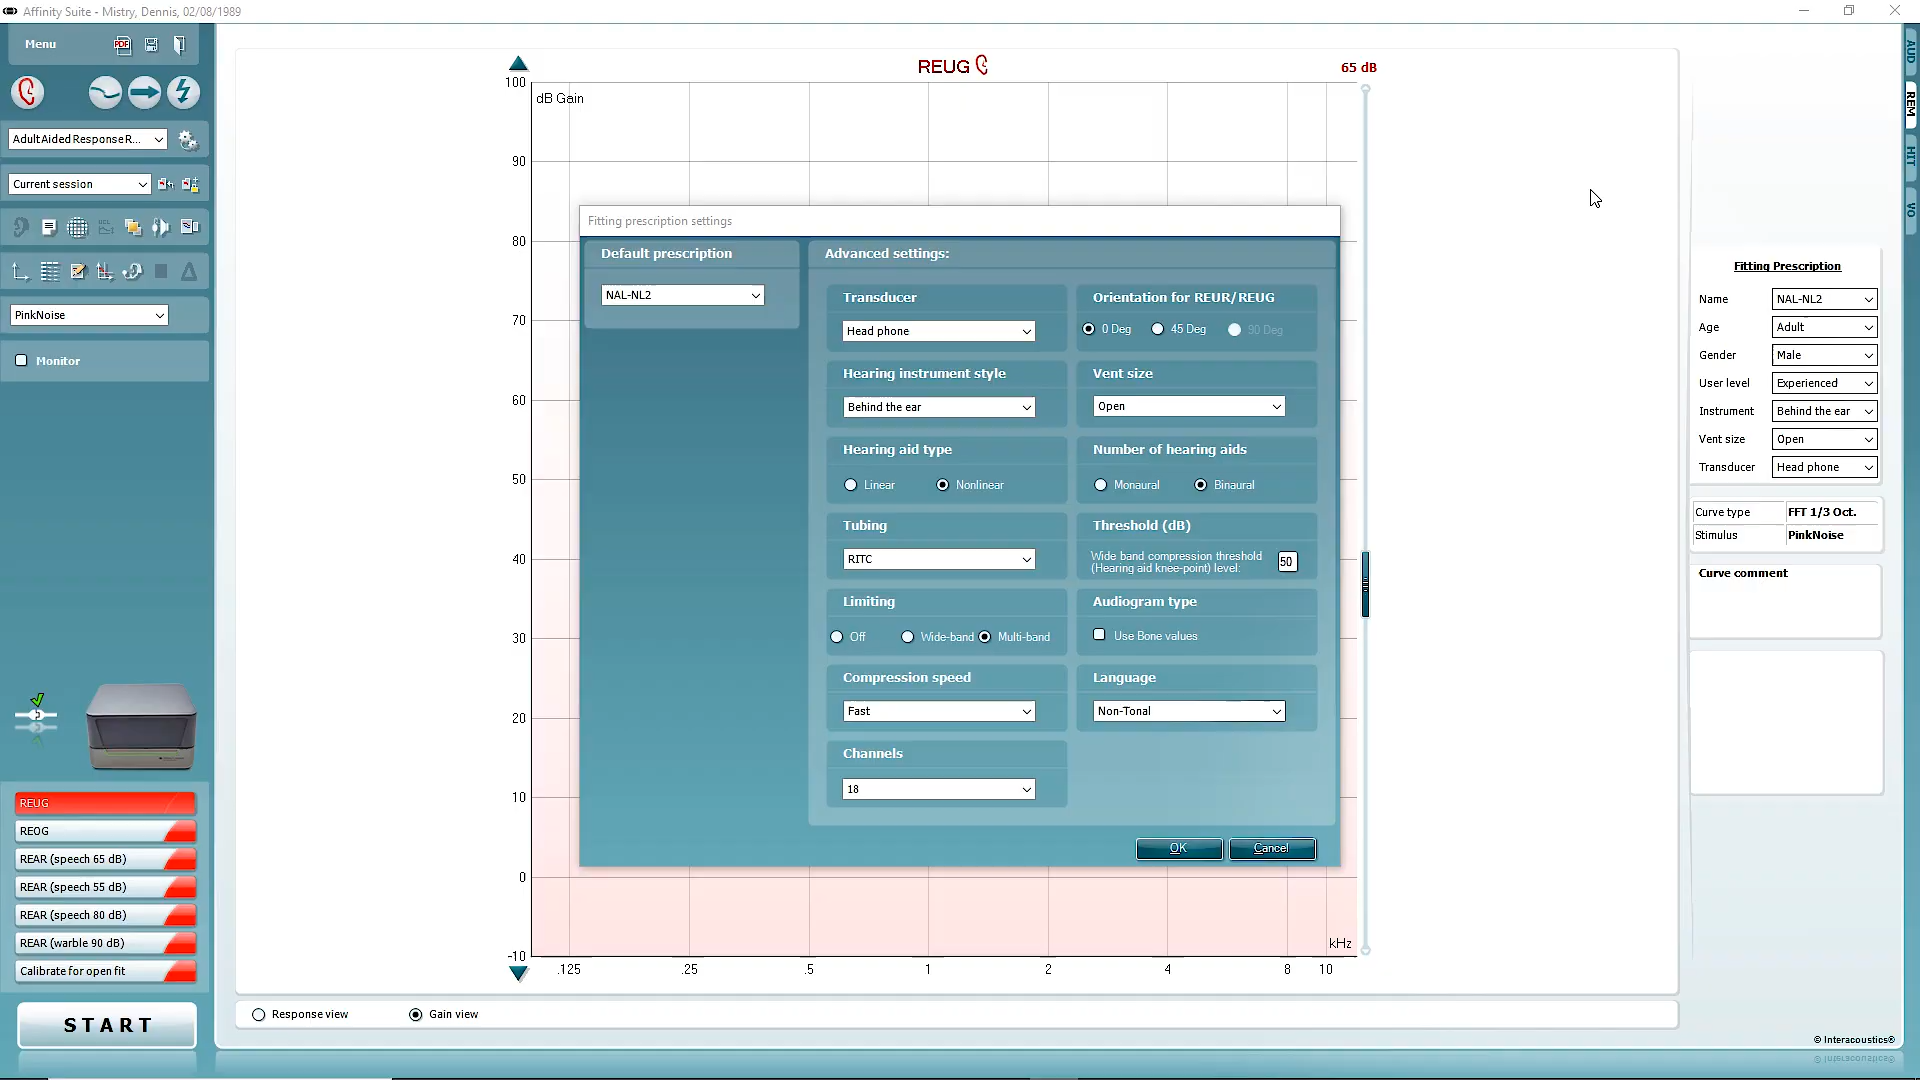 Affinity Suite - Mistry, Dennis, 02/08/1989
Menu
PDF
Adult Aided Response R...
Current session
PinkNoise
Monitor
REUG
REOG
REAR (speech 65 dB)
REAR (speech 55 dB)
REAR (speech 80 dB)
REAR (warble 90 dB)
Calibrate for open fit
START
REUG
65 dB
dB Gain
100
90
80
70
60
50
40
30
20
10
0
-10
.125
.25
.5
1
2
4
8
10
kHz
Fitting prescription settings
Default prescription
NAL-NL2
Advanced settings:
Transducer
Head phone
Orientation for REUR/REUG
0 Deg
45 Deg
90 Deg
Hearing instrument style
Behind the ear
Vent size
Open
Hearing aid type
Linear
Nonlinear
Number of hearing aids
Monaural
Binaural
Tubing
RITC
Threshold (dB)
Wide band compression threshold
(Hearing aid knee-point) level:
50
Limiting
Off
Wide-band
Multi-band
Audiogram type
Use Bone values
Compression speed
Fast
Language
Non-Tonal
Channels
18
OK
Cancel
Response view
Gain view
AUD
REM
HIT
VO
Fitting Prescription
Name
NAL-NL2
Age
Adult
Gender
Male
User level
Experienced
Instrument
Behind the ear
Vent size
Open
Transducer
Head phone
Curve type
FFT 1/3 Oct.
Stimulus
PinkNoise
Curve comment
© Interacoustics®